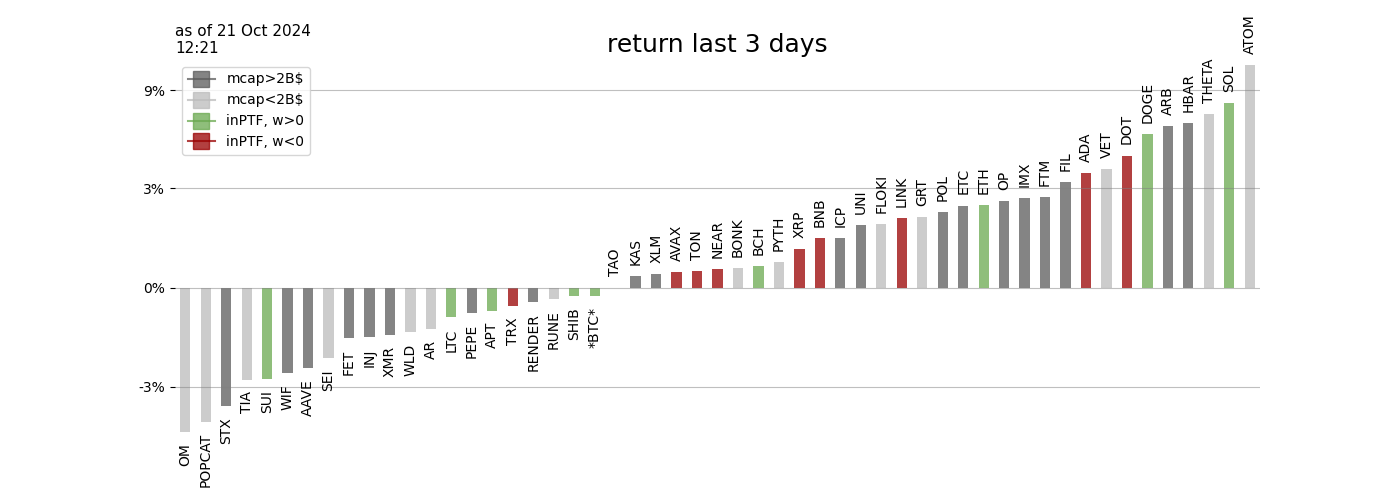 as of 21 Oct 2024
12:21
return last 3 days
mcap>2B$
mcap<2B$
inPTF, w>0
inPTF, w<0
9%
3%
0%
-3%
OM
POPCAT
STX
TIA
SUI
WIF
AAVE
SEI
FET
INJ
XMR
WLD
AR
LTC
PEPE
APT
TRX
RENDER
RUNE
SHIB
*BTC*
TAO
KAS
XLM
AVAX
TON
NEAR
BONK
BCH
PYTH
XRP
BNB
ICP
UNI
FLOKI
LINK
GRT
POL
ETC
ETH
OP
IMX
FTM
FIL
ADA
VET
DOT
DOGE
ARB
HBAR
THETA
SOL
ATOM